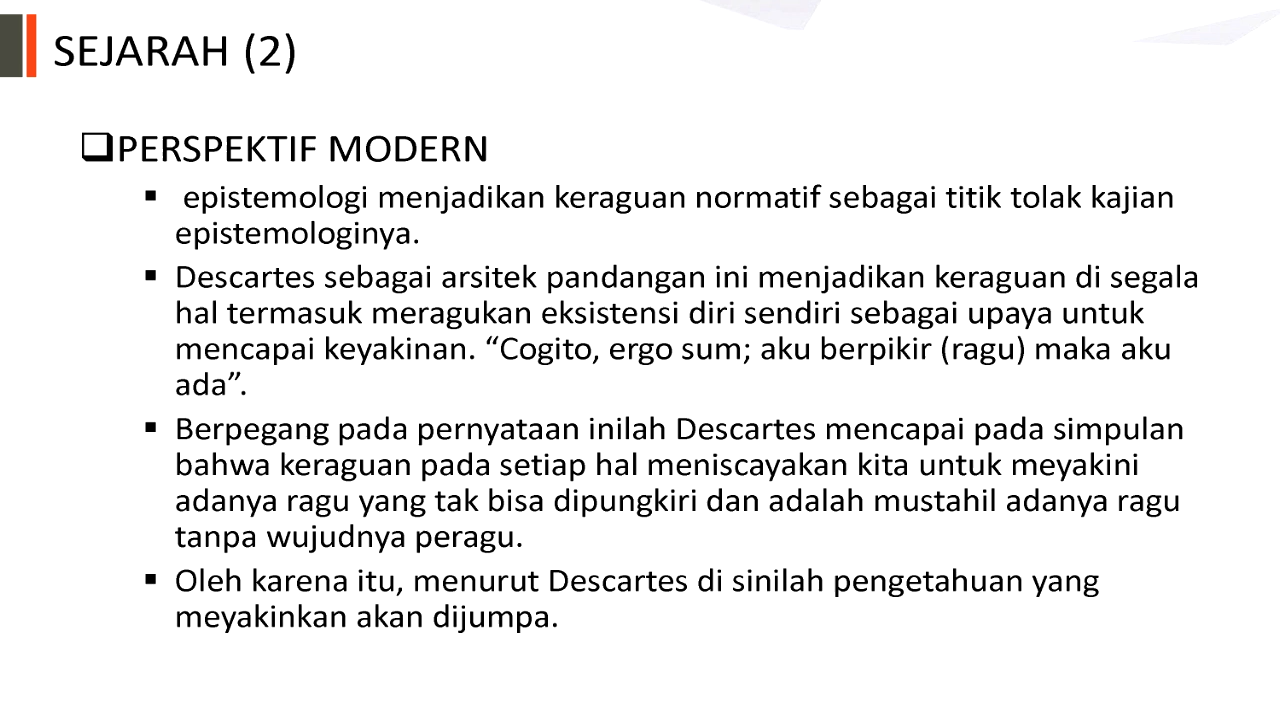 SEJARAH (2)
PERSPEKTIF MODERN
epistemologi menjadikan keraguan normatif sebagai titik tolak kajian
epistemologinya.
Descartes sebagai arsitek pandangan ini menjadikan keraguan di segala
hal termasuk meragukan eksistensi diri sendiri sebagai upaya untuk
mencapai keyakinan. “Cogito, ergo sum; aku berpikir (ragu) maka aku
ada”.
Berpegang pada pernyataan inilah Descartes mencapai pada simpulan
bahwa keraguan pada setiap hal meniscayakan kita untuk meyakini
adanya ragu yang tak bisa dipungkiri dan adalah mustahil adanya ragu
tanpa wujudnya peragu.
Oleh karena itu, menurut Descartes di sinilah pengetahuan yang
meyakinkan akan dijumpa.